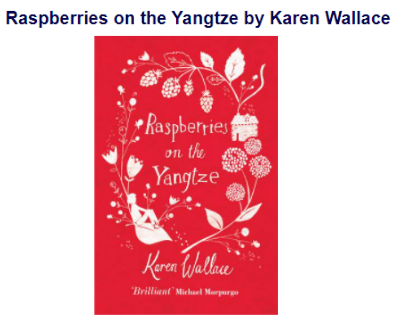 Raspberries on the Yangtze by Karen Wallace
Raspberries
on the
Yangtze
Karen Wallace
'Brilliant' Michael Morpurgo